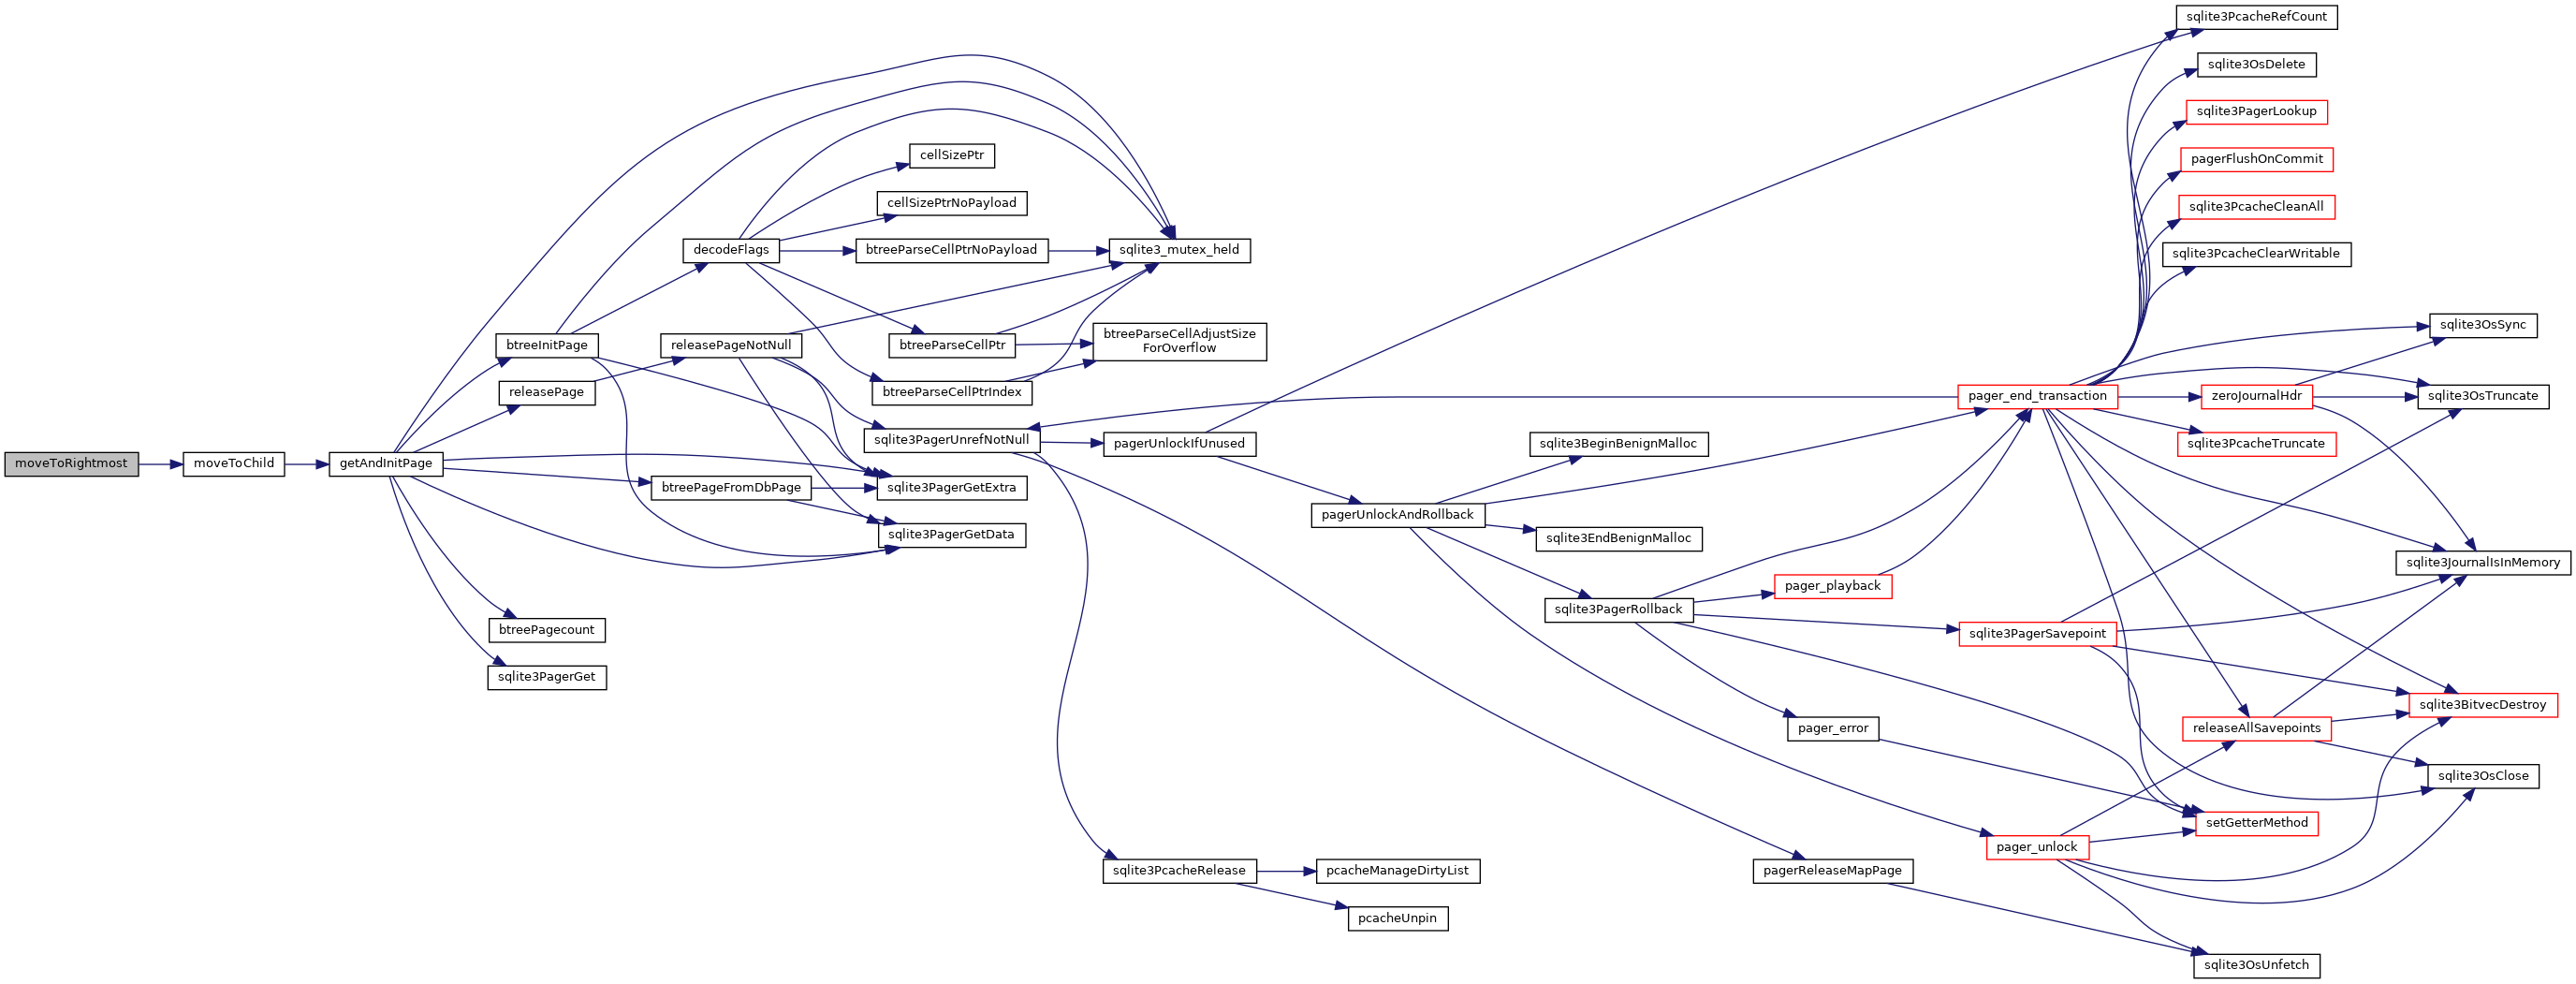 moveToRightmost
moveToChild
getAndInitPage
btreeInitPage
releasePage
btreePagecount
sqlite3PagerGet
decodeFlags
releasePageNotNull
btreePageFromDbPage
cellSizePtr
cellSizePtrNoPayload
btreeParseCellPtrNoPayload
btreeParseCellPtr
btreeParseCellPtrIndex
sqlite3PagerUnrefNotNull
sqlite3PagerGetExtra
sqlite3PagerGetData
sqlite3_mutex_held
btreeParseCellAdjustSize
ForOverflow
pagerUnlockIfUnused
sqlite3PcacheRelease
pagerUnlockAndRollback
pcacheManageDirtyList
pcacheUnpin
sqlite3BeginBenignMalloc
sqlite3EndBenignMalloc
sqlite3PagerRollback
pager_playback
pager_error
pagerReleaseMapPage
pager_end_transaction
sqlite3PagerSavepoint
pager_unlock
sqlite3PcacheRefCount
sqlite3OsDelete
sqlite3PagerLookup
pagerFlushOnCommit
sqlite3PcacheCleanAll
sqlite3PcacheClearWritable
zeroJournalHdr
sqlite3PcacheTruncate
releaseAllSavepoints
setGetterMethod
sqlite3OsUnfetch
sqlite3OsSync
sqlite3OsTruncate
sqlite3JournalIsInMemory
sqlite3BitvecDestroy
sqlite3OsClose